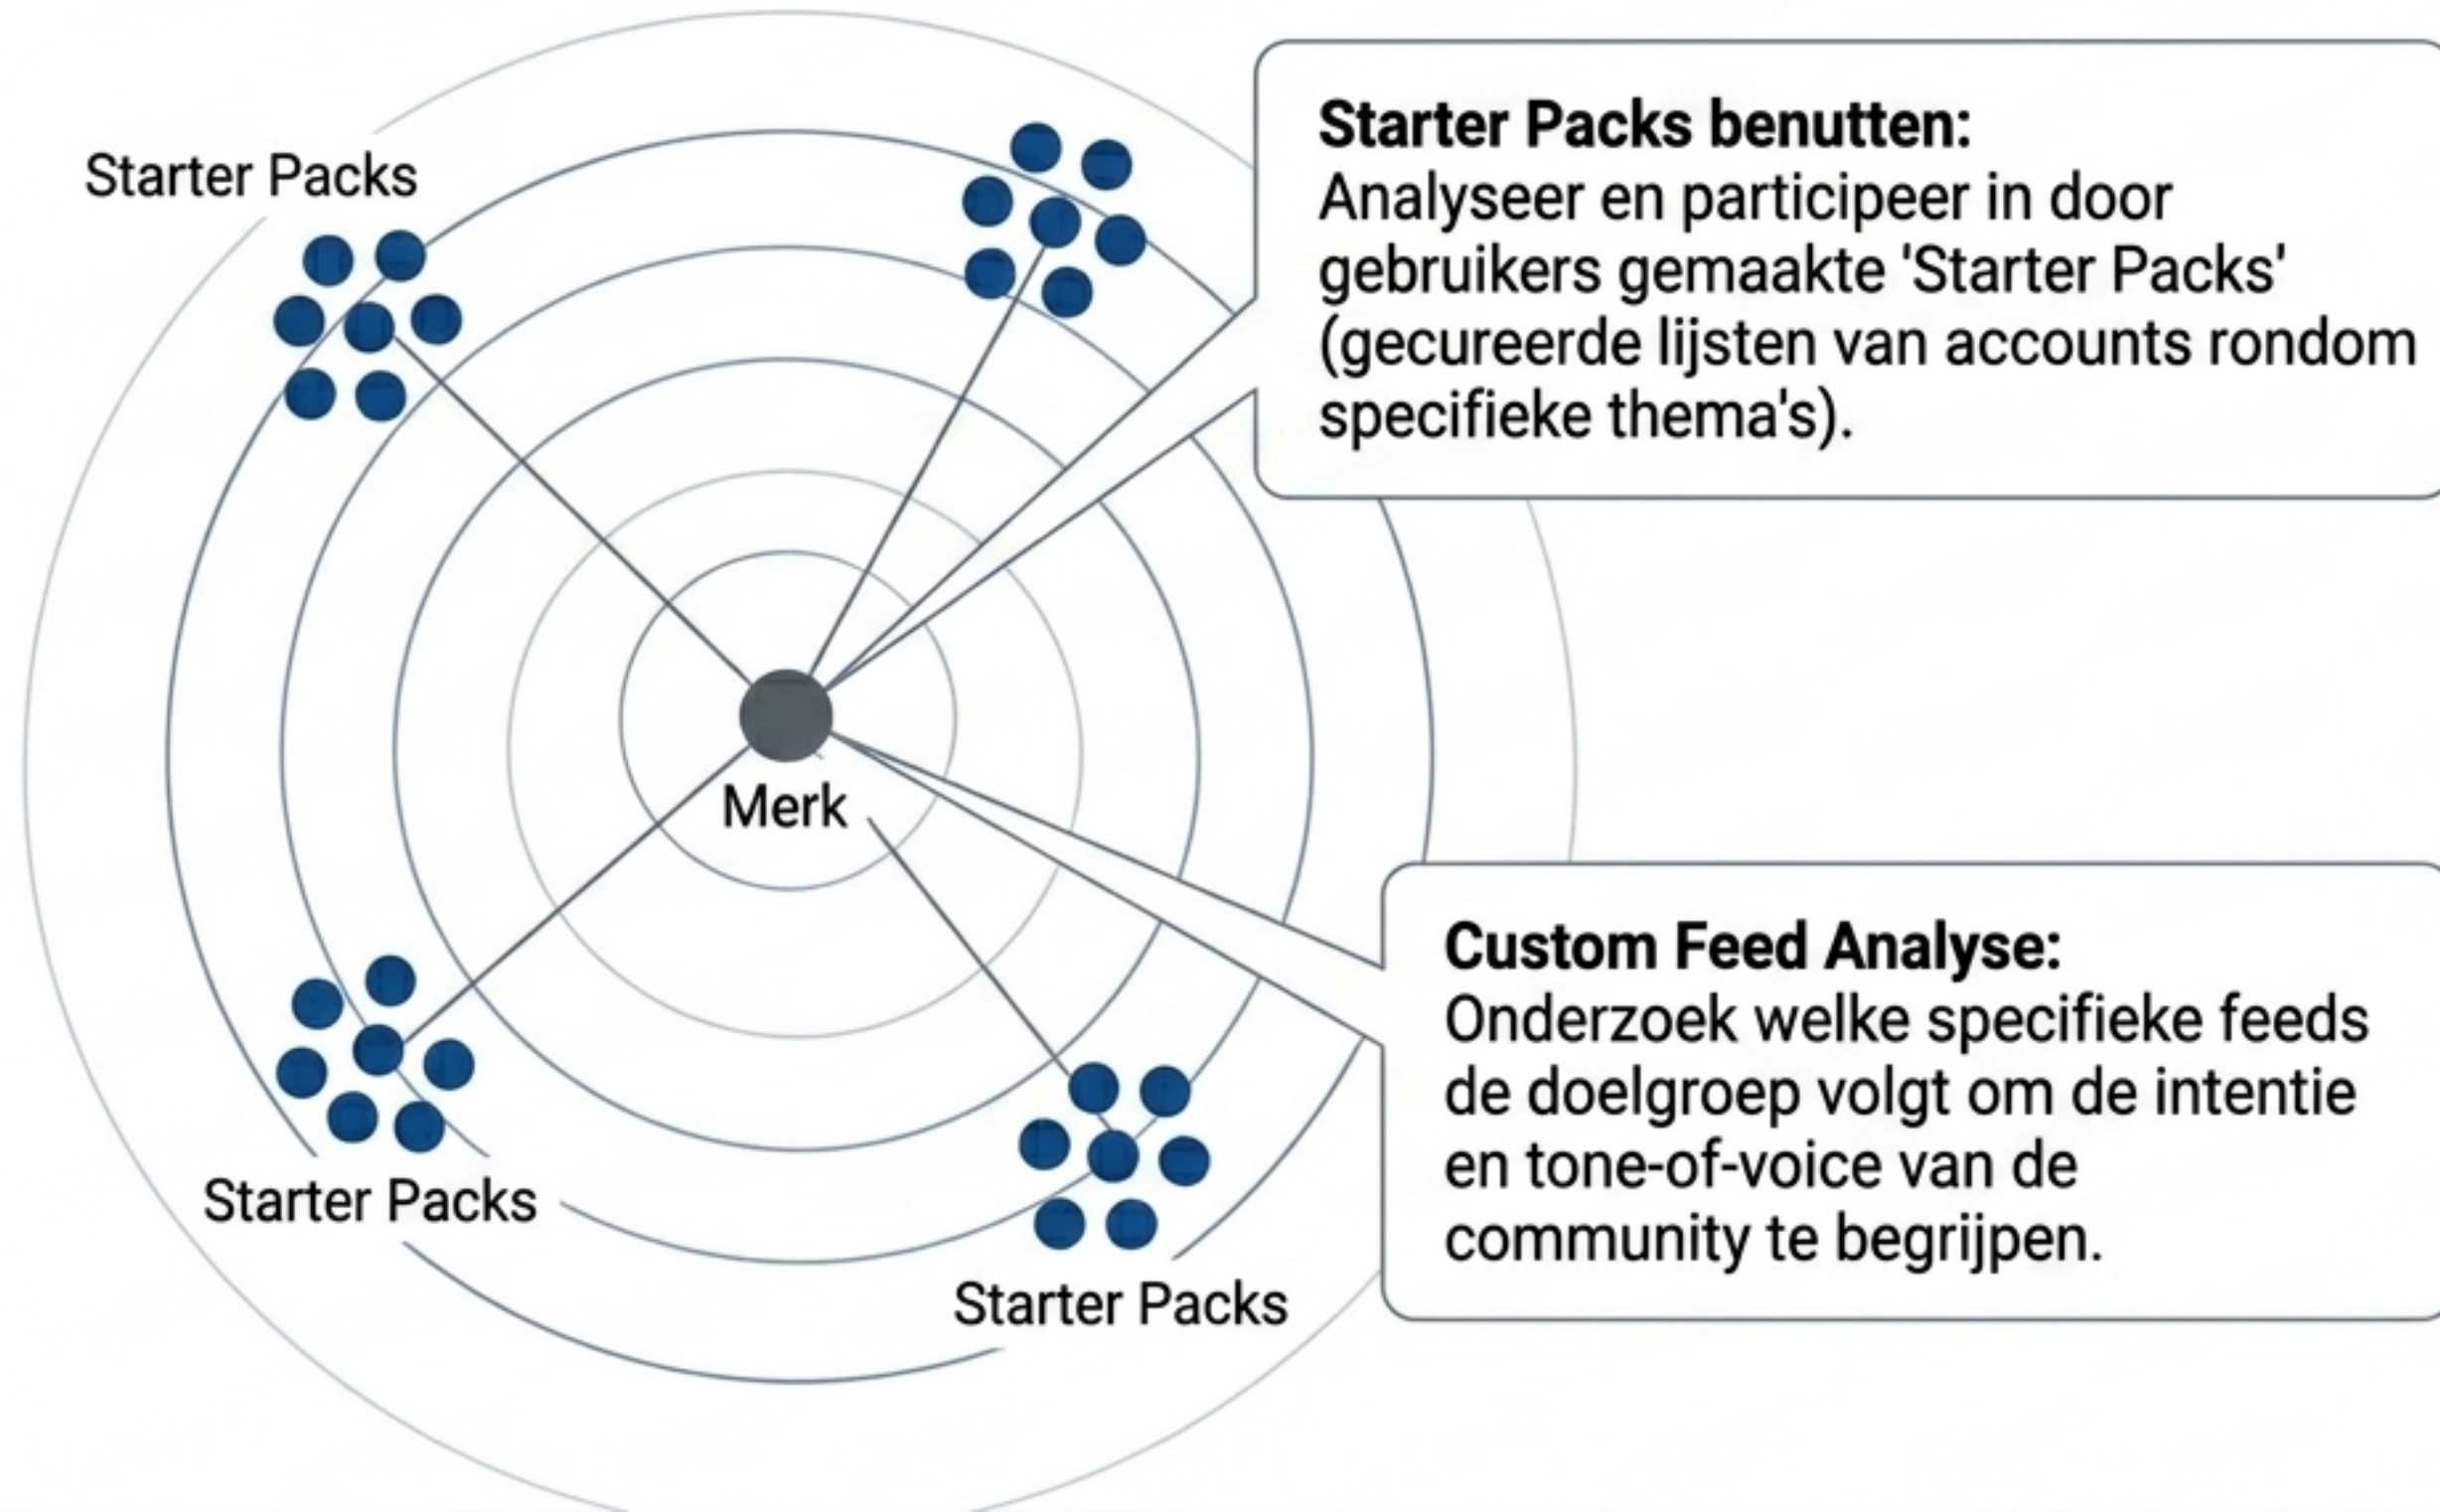 Starter Packs
Starter Packs benutten:
Analyseer en participeer in door
gebruikers gemaakte 'Starter Packs'
(gecureerde lijsten van accounts rondom
specifieke thema's).
Merk
Custom Feed Analyse:
Onderzoek welke specifieke feeds
de doelgroep volgt om de intentie
en tone-of-voice van de
community te begrijpen.
Starter Packs
Starter Packs